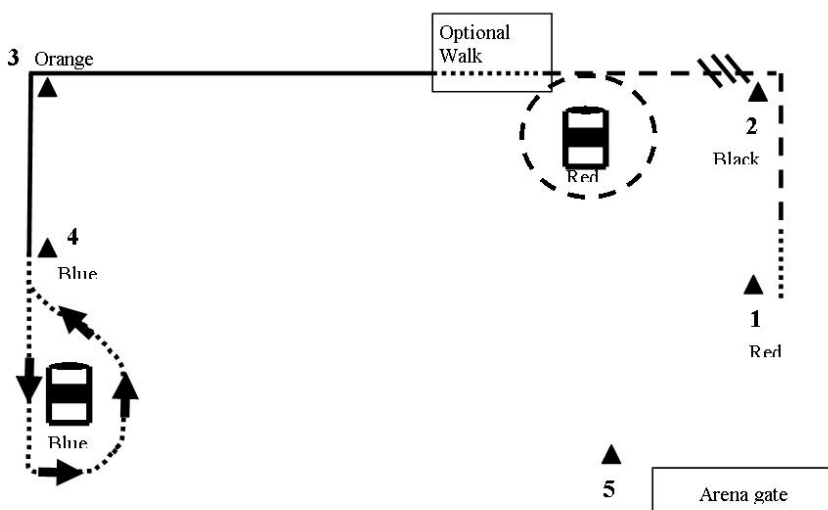 3 Orange
Optional
Walk
2
Black
Red
4
Blue
1
Red
Blue
5
Arena gate